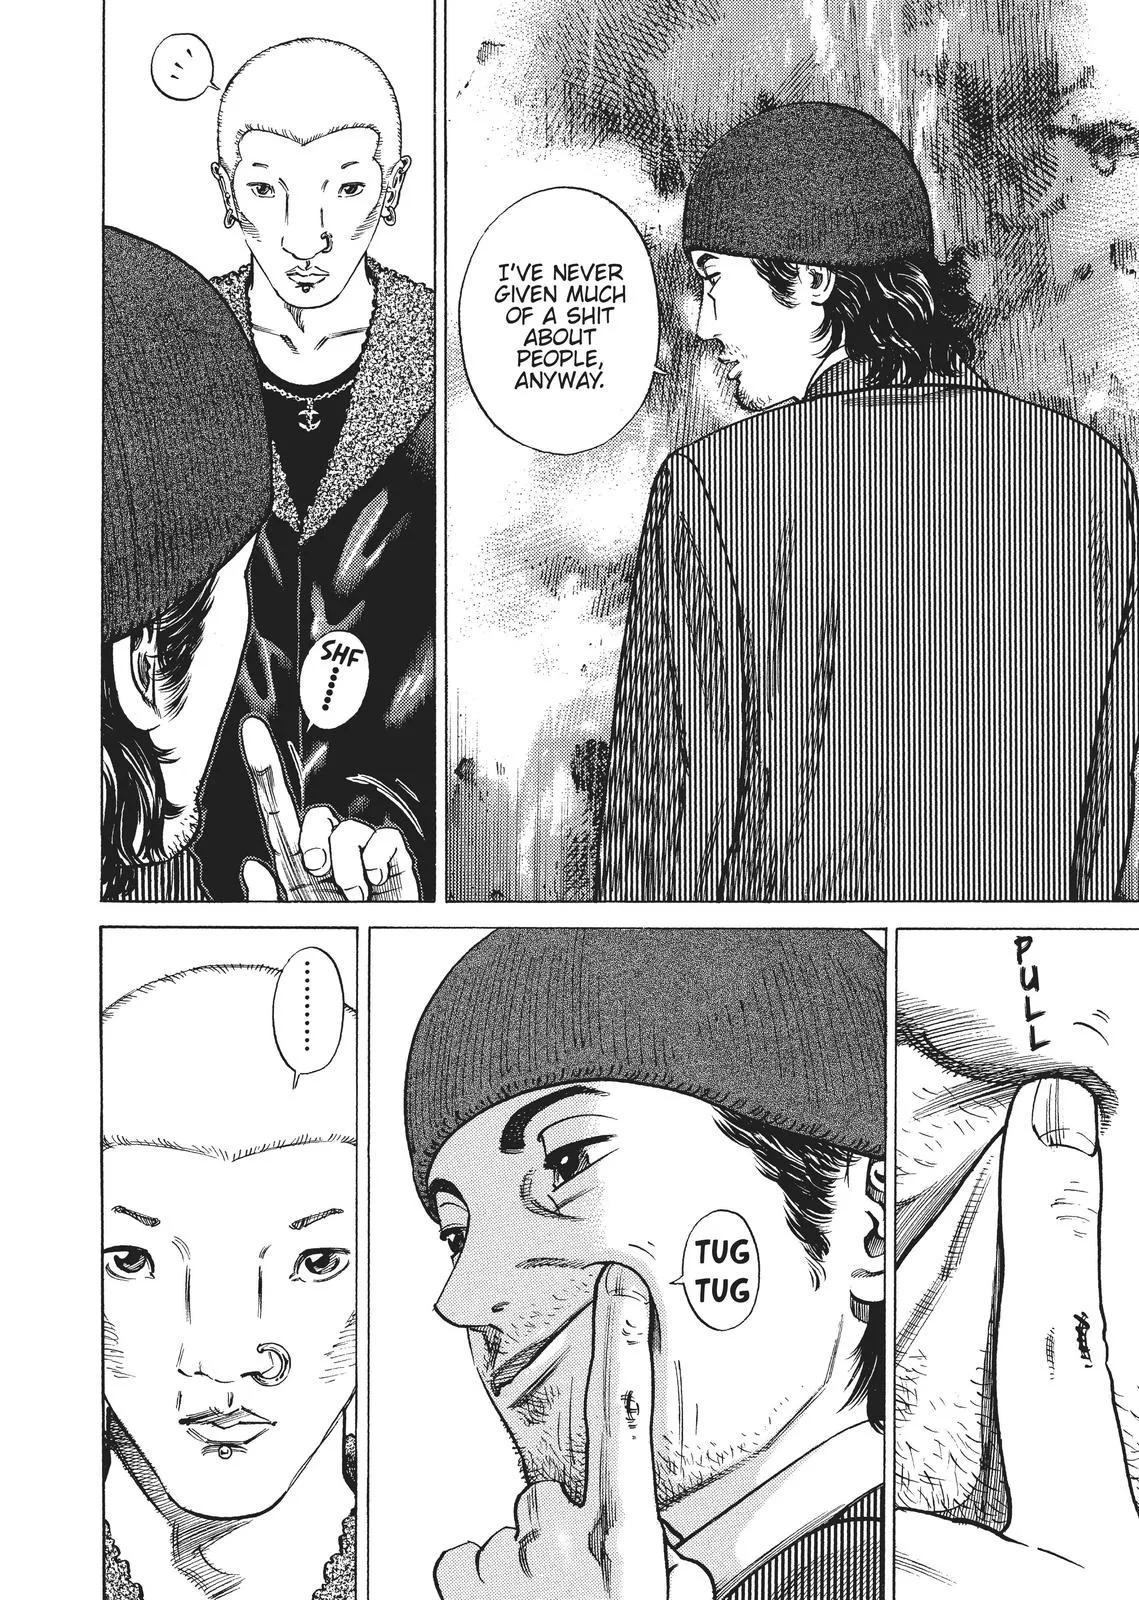 I'VE NEVER
GIVEN MUCH
OF A SHIT
ABOUT
PEOPLE,
ANYWAY.
SHF
........
PULL
TUG
TUG
..........